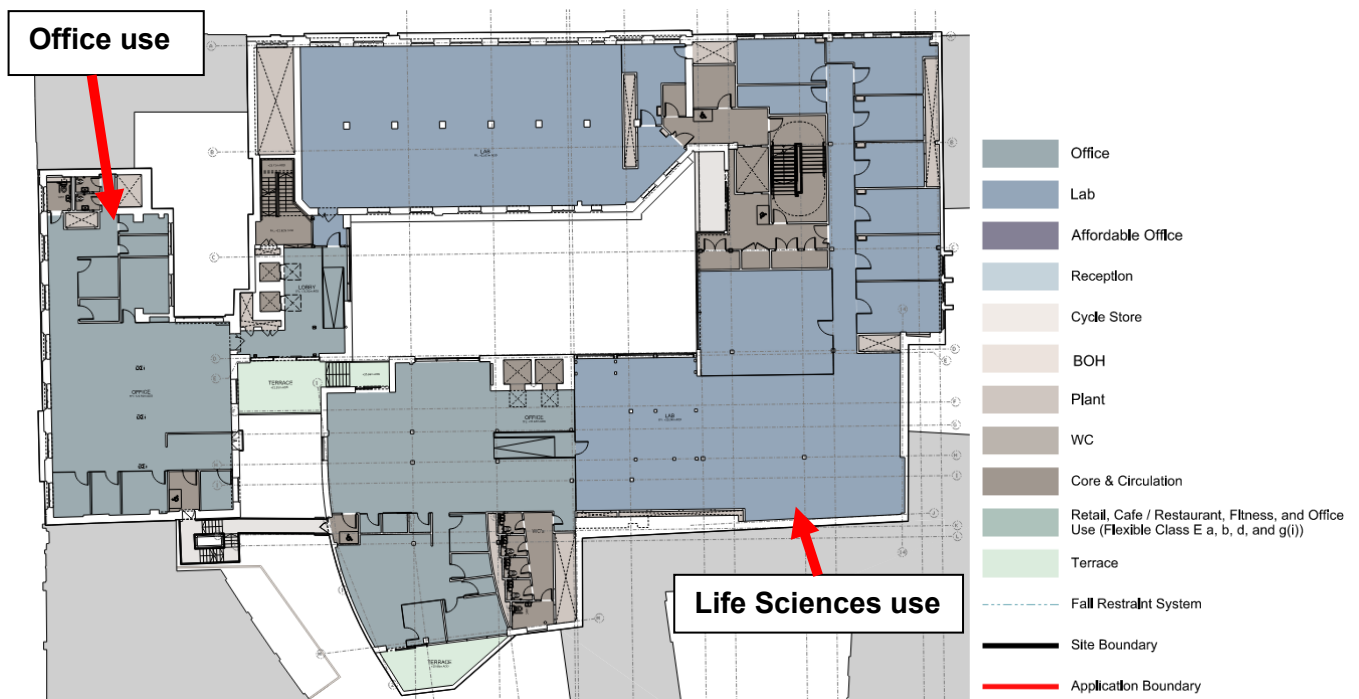 Office use
LAB
LOBBY
OFFICE
TERRACE
OFFICE
LAB
WC's
TERRACE
Life Sciences use
Office
Lab
Affordable Office
Reception
Cycle Store
BOH
Plant
WC
Core & Circulation
Retail, Cafe / Restaurant, Fitness, and Office
Use (Flexible Class E a, b, d, and g(i))
Terrace
Fall Restraint System
Site Boundary
Application Boundary